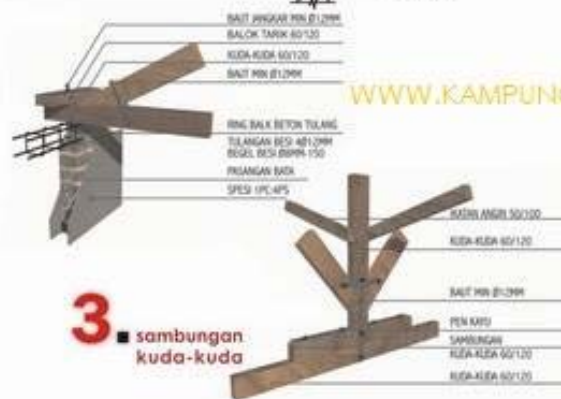 BAUT JANGKAR MIN Ø12MM
BALOK TARIK 60/120
KUDA-KUDA 60/120
BAUT MIN Ø12MM
WWW.KAMPUNG
RING BALK BETON TULANG
TULANGAN BESI 4Ø12MM
BEGEL BESI Ø8MM-150
PASANGAN BATA
SPESI 1PC:4PS
IKATAN ANGIN 50/100
KUDA-KUDA 60/120
BAUT MIN Ø12MM
PEN KAYU
SAMBUNGAN
KUDA-KUDA 60/120
KUDA-KUDA 60/120
3. sambungan
kuda-kuda